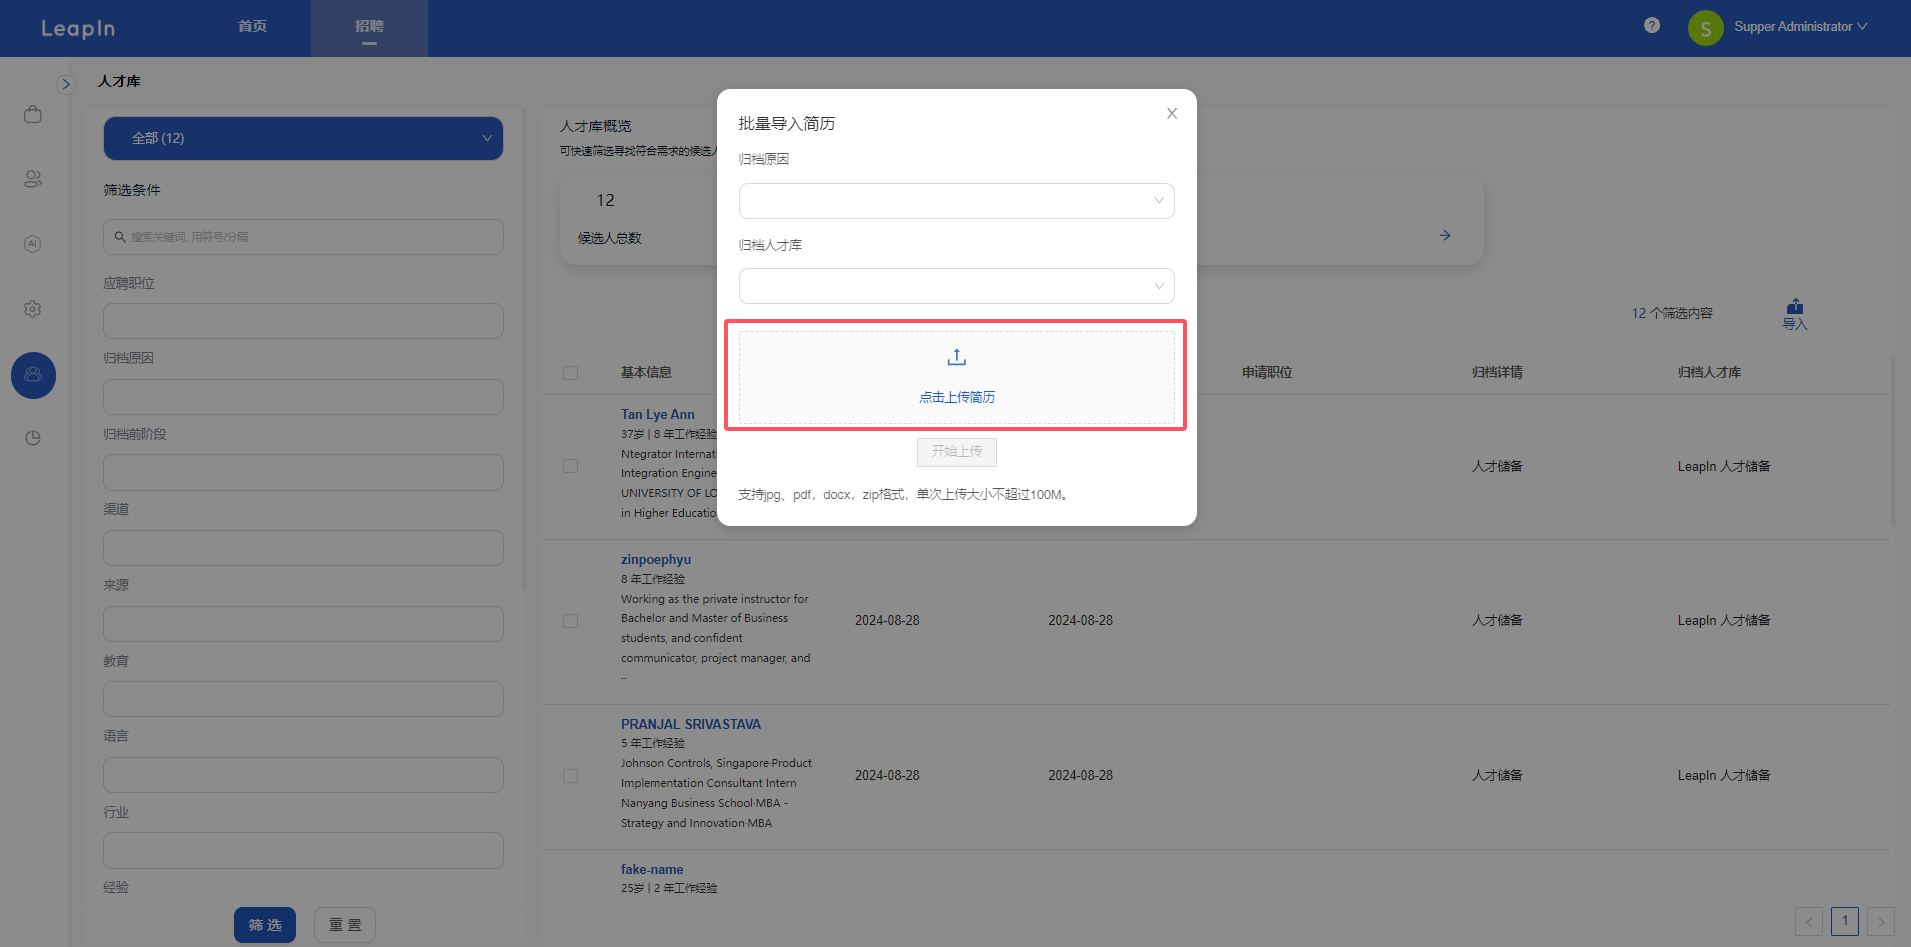 LeapIn
首页
招聘
?
S
Supper Administrator
人才库
全部 (12)
筛选条件
搜索关键词, 用符号/分隔
应聘职位
归档原因
归档前阶段
渠道
来源
教育
语言
行业
经验
筛 选
重 置
AI
人才库概览
可快速筛选寻找符合需求的候选人
12
候选人总数
12 个筛选内容
导入
批量导入简历
归档原因
归档人才库
点击上传简历
开始上传
支持jpg、pdf，docx，zip格式，单次上传大小不超过100M。
基本信息
申请职位
归档详情
归档人才库
Tan Lye Ann
37岁 | 8 年工作经验
Ntegrator Internati
Integration Engine
UNIVERSITY OF LO
in Higher Educatio
人才储备
LeapIn 人才储备
zinpoephyu
8 年工作经验
Working as the private instructor for
Bachelor and Master of Business
students, and·confident
communicator, project manager, and
..
2024-08-28
2024-08-28
人才储备
LeapIn 人才储备
PRANJAL SRIVASTAVA
5 年工作经验
Johnson Controls, Singapore·Product
Implementation Consultant Intern
Nanyang Business School·MBA -
Strategy and Innovation·MBA
2024-08-28
2024-08-28
人才储备
LeapIn 人才储备
fake-name
25岁 | 2 年工作经验
1